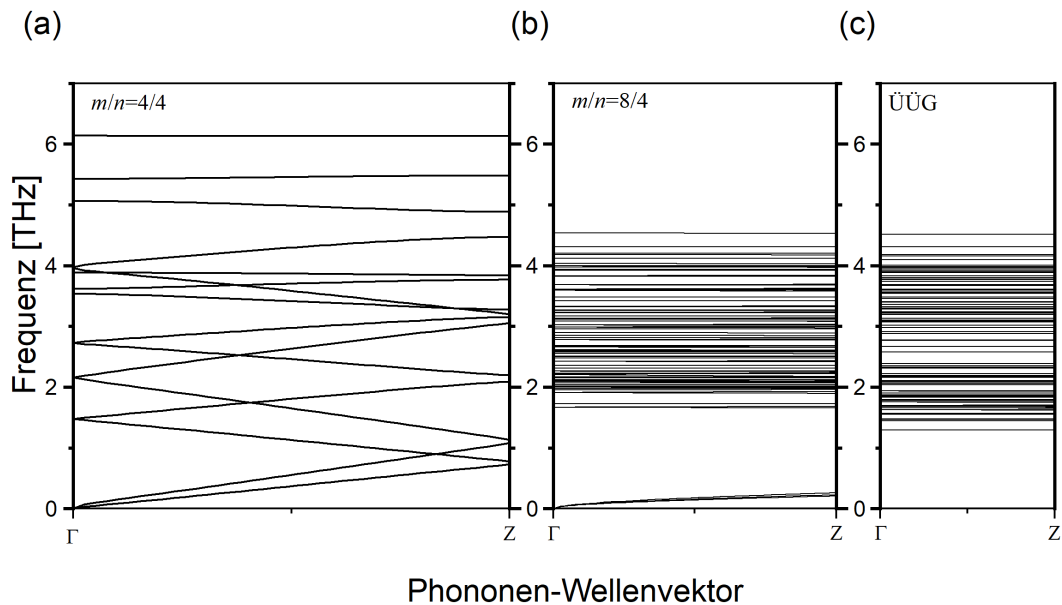 (a)
(b)
(c)
m/n=4/4
m/n=8/4
ÜÜG
Frequenz [THz]
6
4
2
0
6
4
2
0
6
4
2
0
Γ
Z
Γ
Z
Γ
Z
Phononen-Wellenvektor